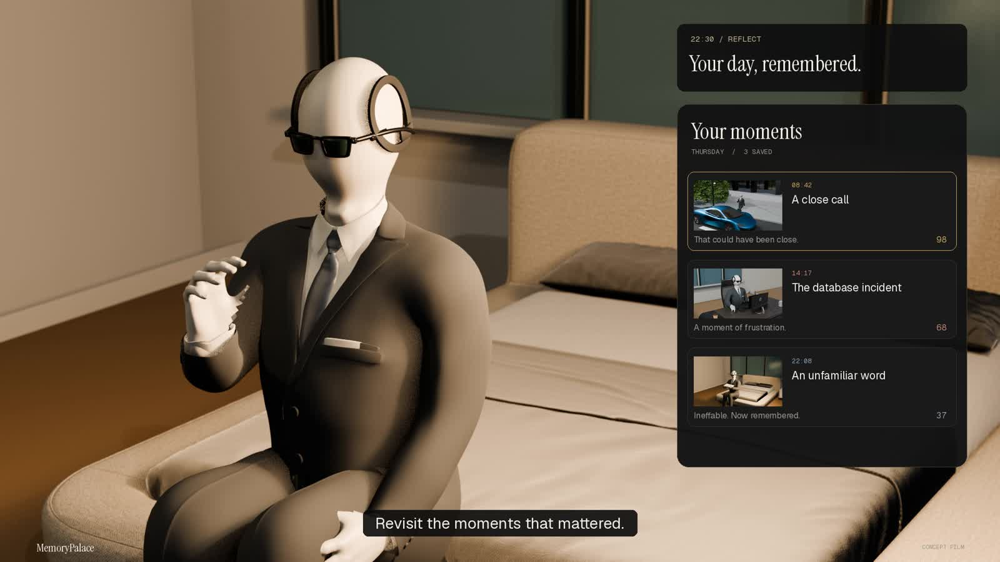 22:30 / REFLECT
Your day, remembered.
Your moments
THURSDAY / 3 SAVED
08:42
A close call
That could have been close.
98
14:17
The database incident
A moment of frustration.
68
22:08
An unfamiliar word
Ineffable. Now remembered.
37
Revisit the moments that mattered.
MemoryPalace
CONCEPT FILM